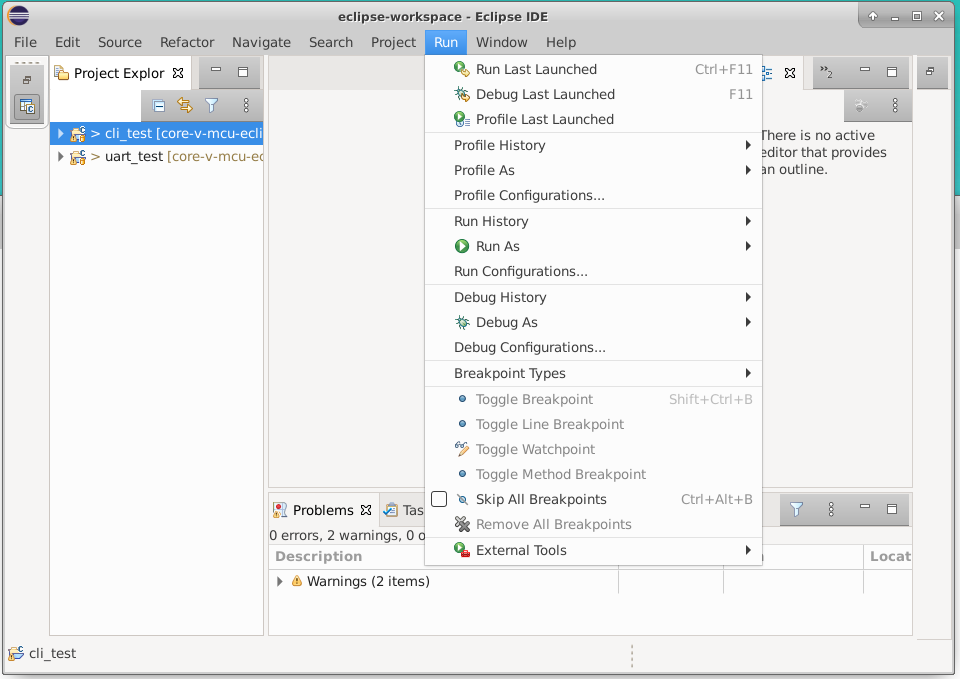 eclipse-workspace - Eclipse IDE
File Edit Source Refactor Navigate Search Project Run Window Help
Project Explor
> cli_test [core-v-mcu-ecli
> uart_test [core-v-mcu-ec
Run Last Launched Ctrl+F11
Debug Last Launched F11
Profile Last Launched
Profile History
Profile As
Profile Configurations...
Run History
Run As
Run Configurations...
Debug History
Debug As
Debug Configurations...
Breakpoint Types
Toggle Breakpoint Shift+Ctrl+B
Toggle Line Breakpoint
Toggle Watchpoint
Toggle Method Breakpoint
Skip All Breakpoints Ctrl+Alt+B
Remove All Breakpoints
External Tools
»2
There is no active
editor that provides
an outline.
Problems Tas
0 errors, 2 warnings, 0 o
Description Locat
Warnings (2 items)
cli_test